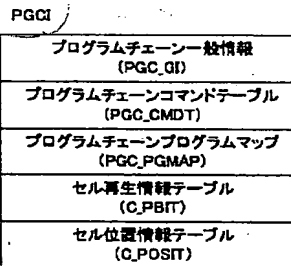 PGCI
プログラムチェーン一般情報
(PGC_GI)
プログラムチェーンコマンドテーブル
(PGC_CMDT)
プログラムチェーンプログラムマップ
(PGC_PGMAP)
セル再生情報テーブル
(C_PBIT)
セル位置情報テーブル
(C_POSIT)